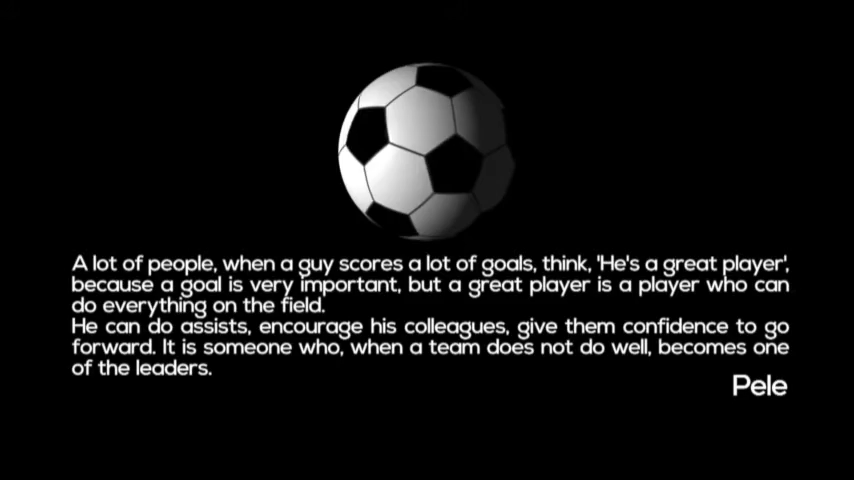 A lot of people, when a guy scores a lot of goals, think, 'He's a great player',
because a goal is very important, but a great player is a player who can
do everything on the field.
He can do assists, encourage his colleagues, give them confidence to go
forward. It is someone who, when a team does not do well, becomes one
of the leaders.
Pele